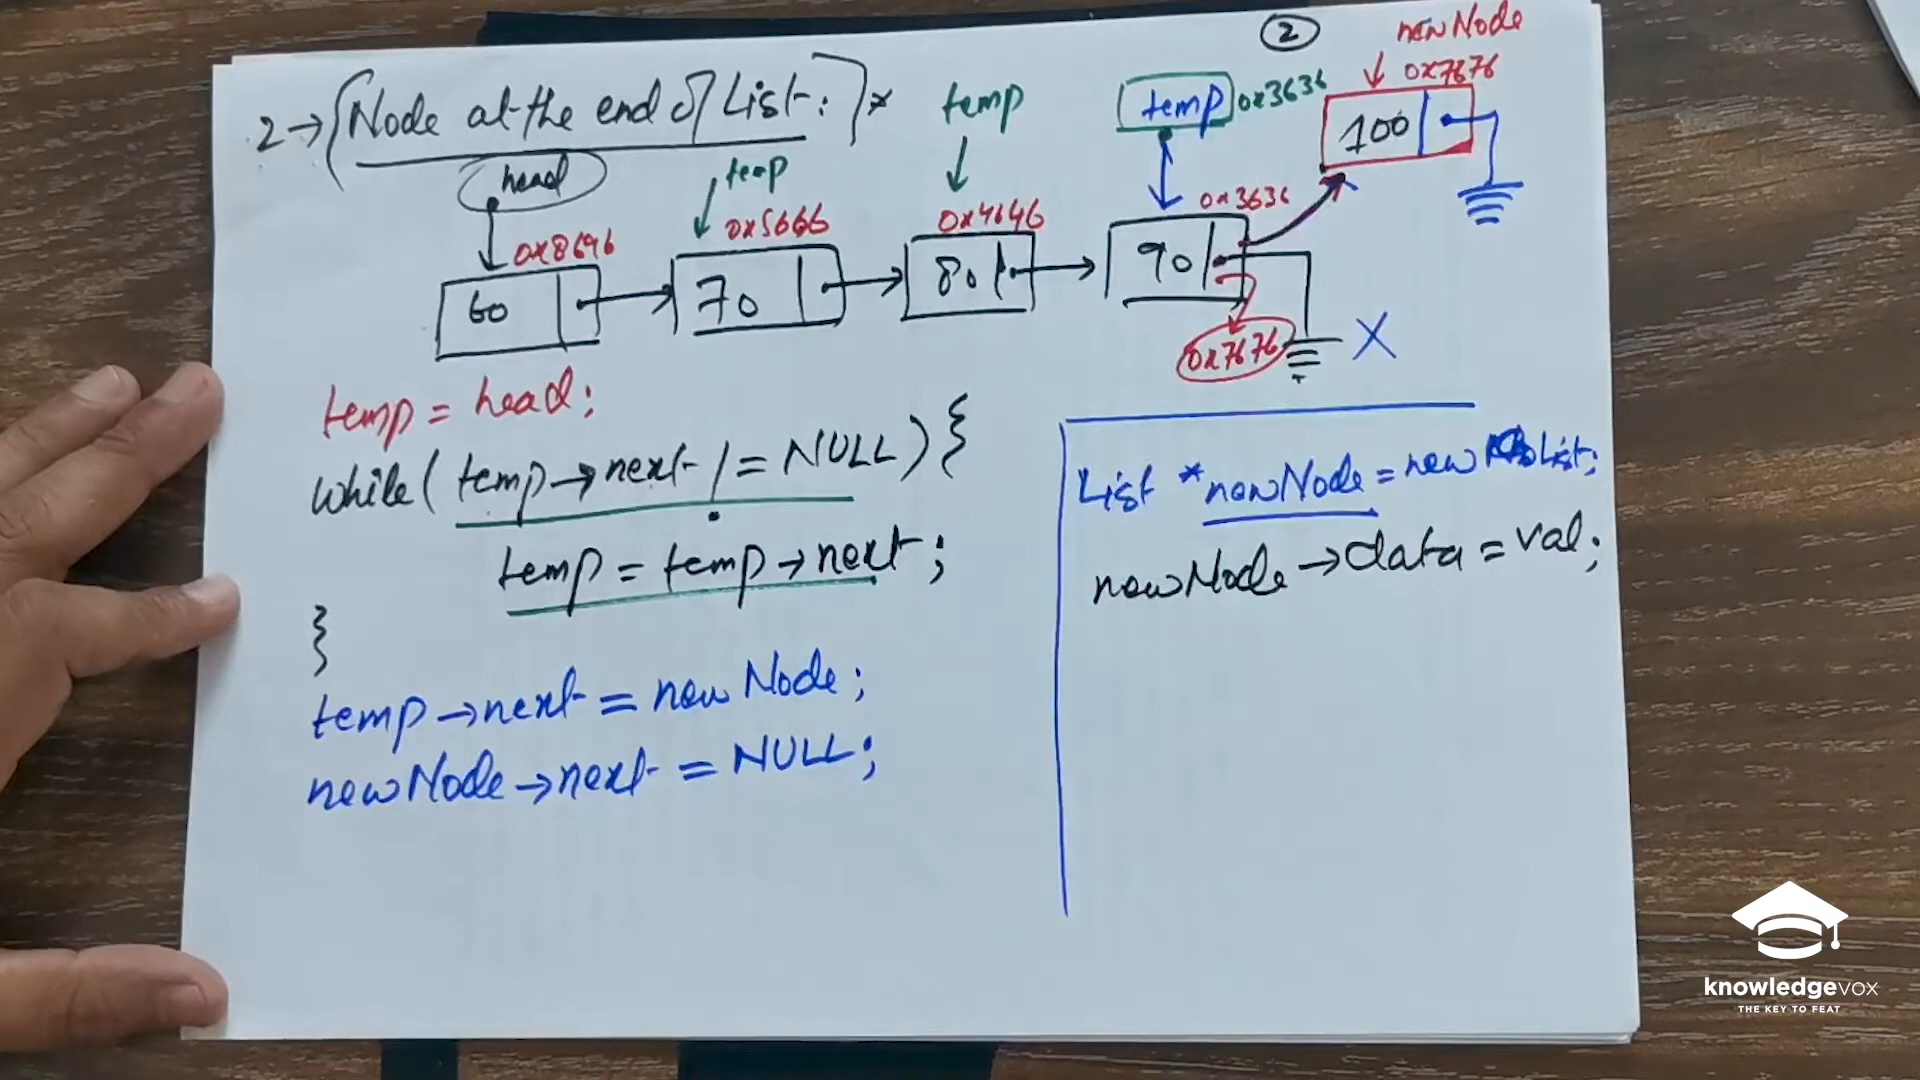 2
newNode
0x7676
2→ {Node at the end of List:} *
temp
temp 0x3636
100
head
temp
0x8696
0x5666
0x4646
0x3636
60
70
80
90
0x7676
X
temp = head;
while( temp→next != NULL) {
temp = temp→next;
}
temp→next = newNode;
newNode→next = NULL;
List *newNode = new List;
newNode→data = val;
knowledgevox
THE KEY TO FEAT